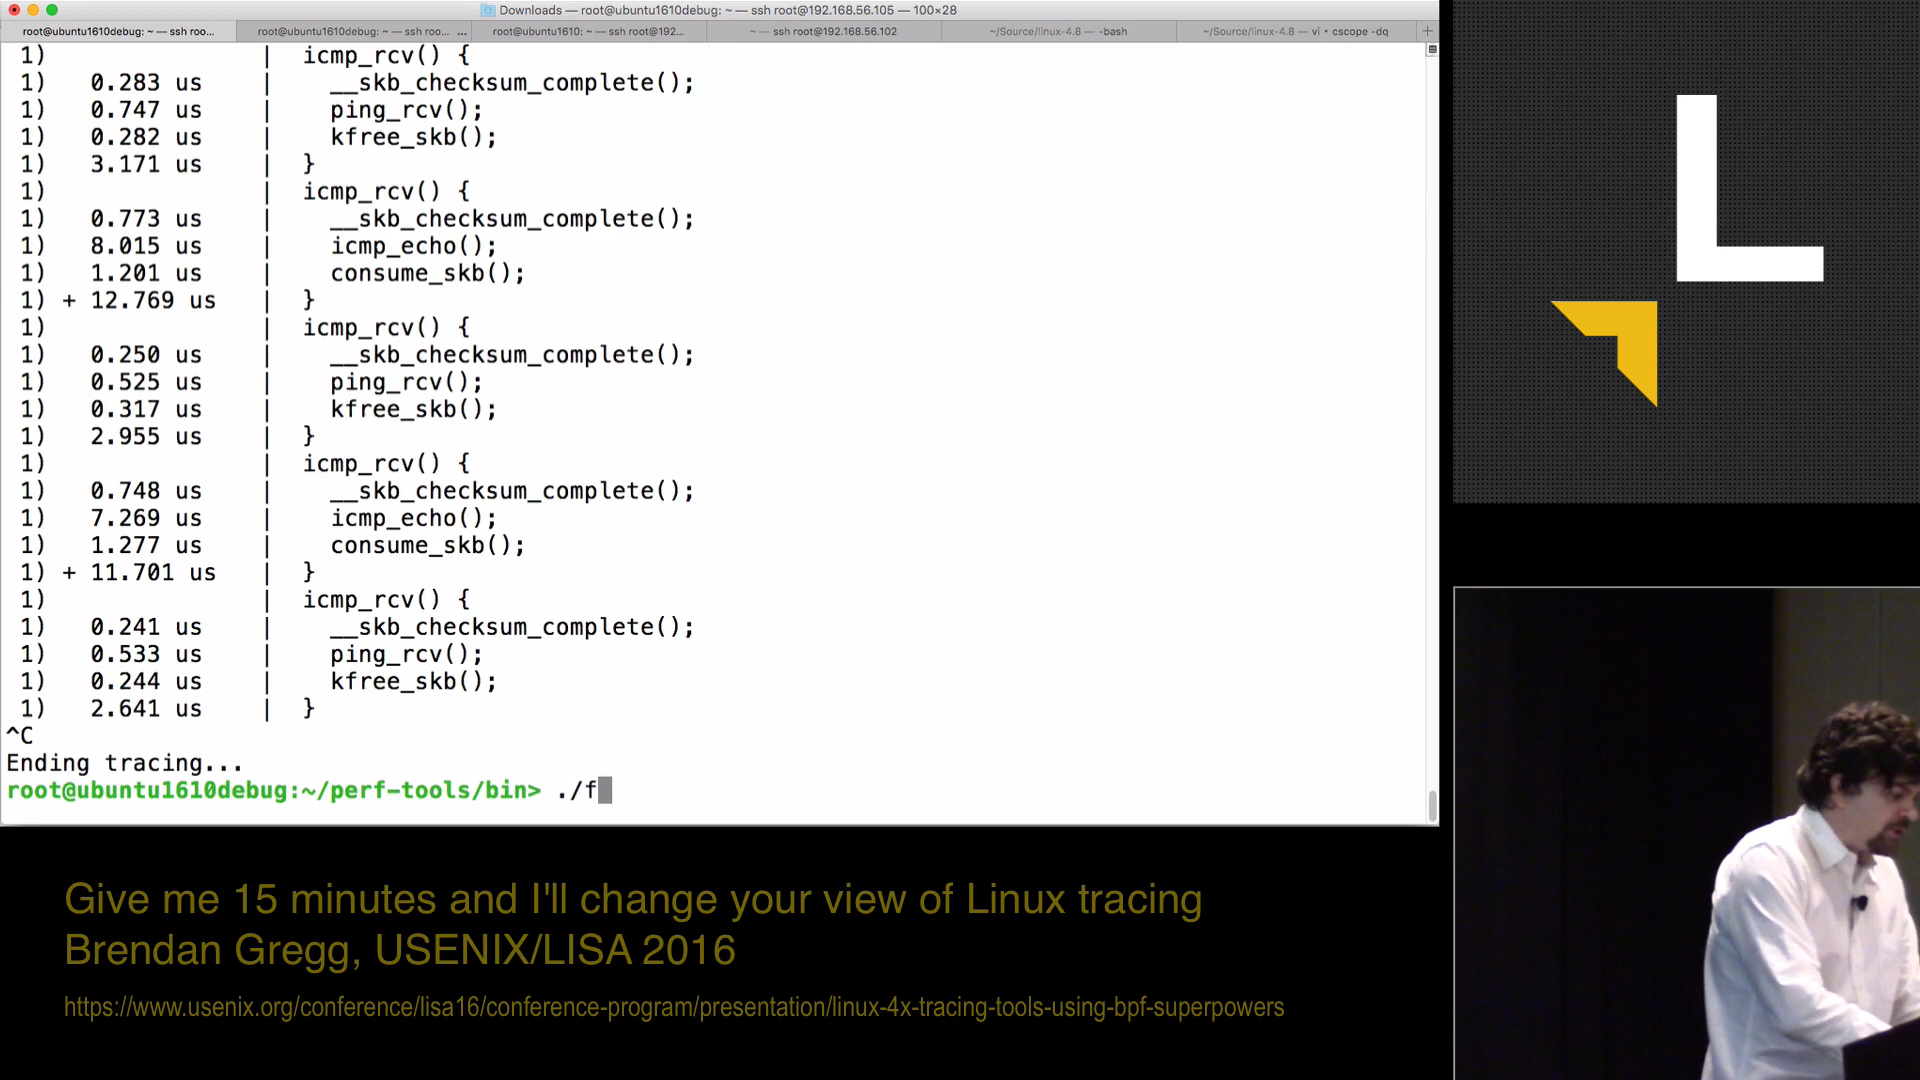 Downloads — root@ubuntu1610debug: ~ — ssh root@192.168.56.105 — 100×28
root@ubuntu1610debug: ~ — ssh roo... root@ubuntu1610debug: ~ — ssh roo... ... root@ubuntu1610: ~ — ssh root@192... ~ — ssh root@192.168.56.102 ~/Source/linux-4.8 — -bash ~/Source/linux-4.8 — vi • cscope -dq +
1) | icmp_rcv() {
1) 0.283 us | __skb_checksum_complete();
1) 0.747 us | ping_rcv();
1) 0.282 us | kfree_skb();
1) 3.171 us | }
1) | icmp_rcv() {
1) 0.773 us | __skb_checksum_complete();
1) 8.015 us | icmp_echo();
1) 1.201 us | consume_skb();
1) + 12.769 us | }
1) | icmp_rcv() {
1) 0.250 us | __skb_checksum_complete();
1) 0.525 us | ping_rcv();
1) 0.317 us | kfree_skb();
1) 2.955 us | }
1) | icmp_rcv() {
1) 0.748 us | __skb_checksum_complete();
1) 7.269 us | icmp_echo();
1) 1.277 us | consume_skb();
1) + 11.701 us | }
1) | icmp_rcv() {
1) 0.241 us | __skb_checksum_complete();
1) 0.533 us | ping_rcv();
1) 0.244 us | kfree_skb();
1) 2.641 us | }
^C
Ending tracing...
root@ubuntu1610debug:~/perf-tools/bin> ./f
Give me 15 minutes and I'll change your view of Linux tracing
Brendan Gregg, USENIX/LISA 2016
https://www.usenix.org/conference/lisa16/conference-program/presentation/linux-4x-tracing-tools-using-bpf-superpowers